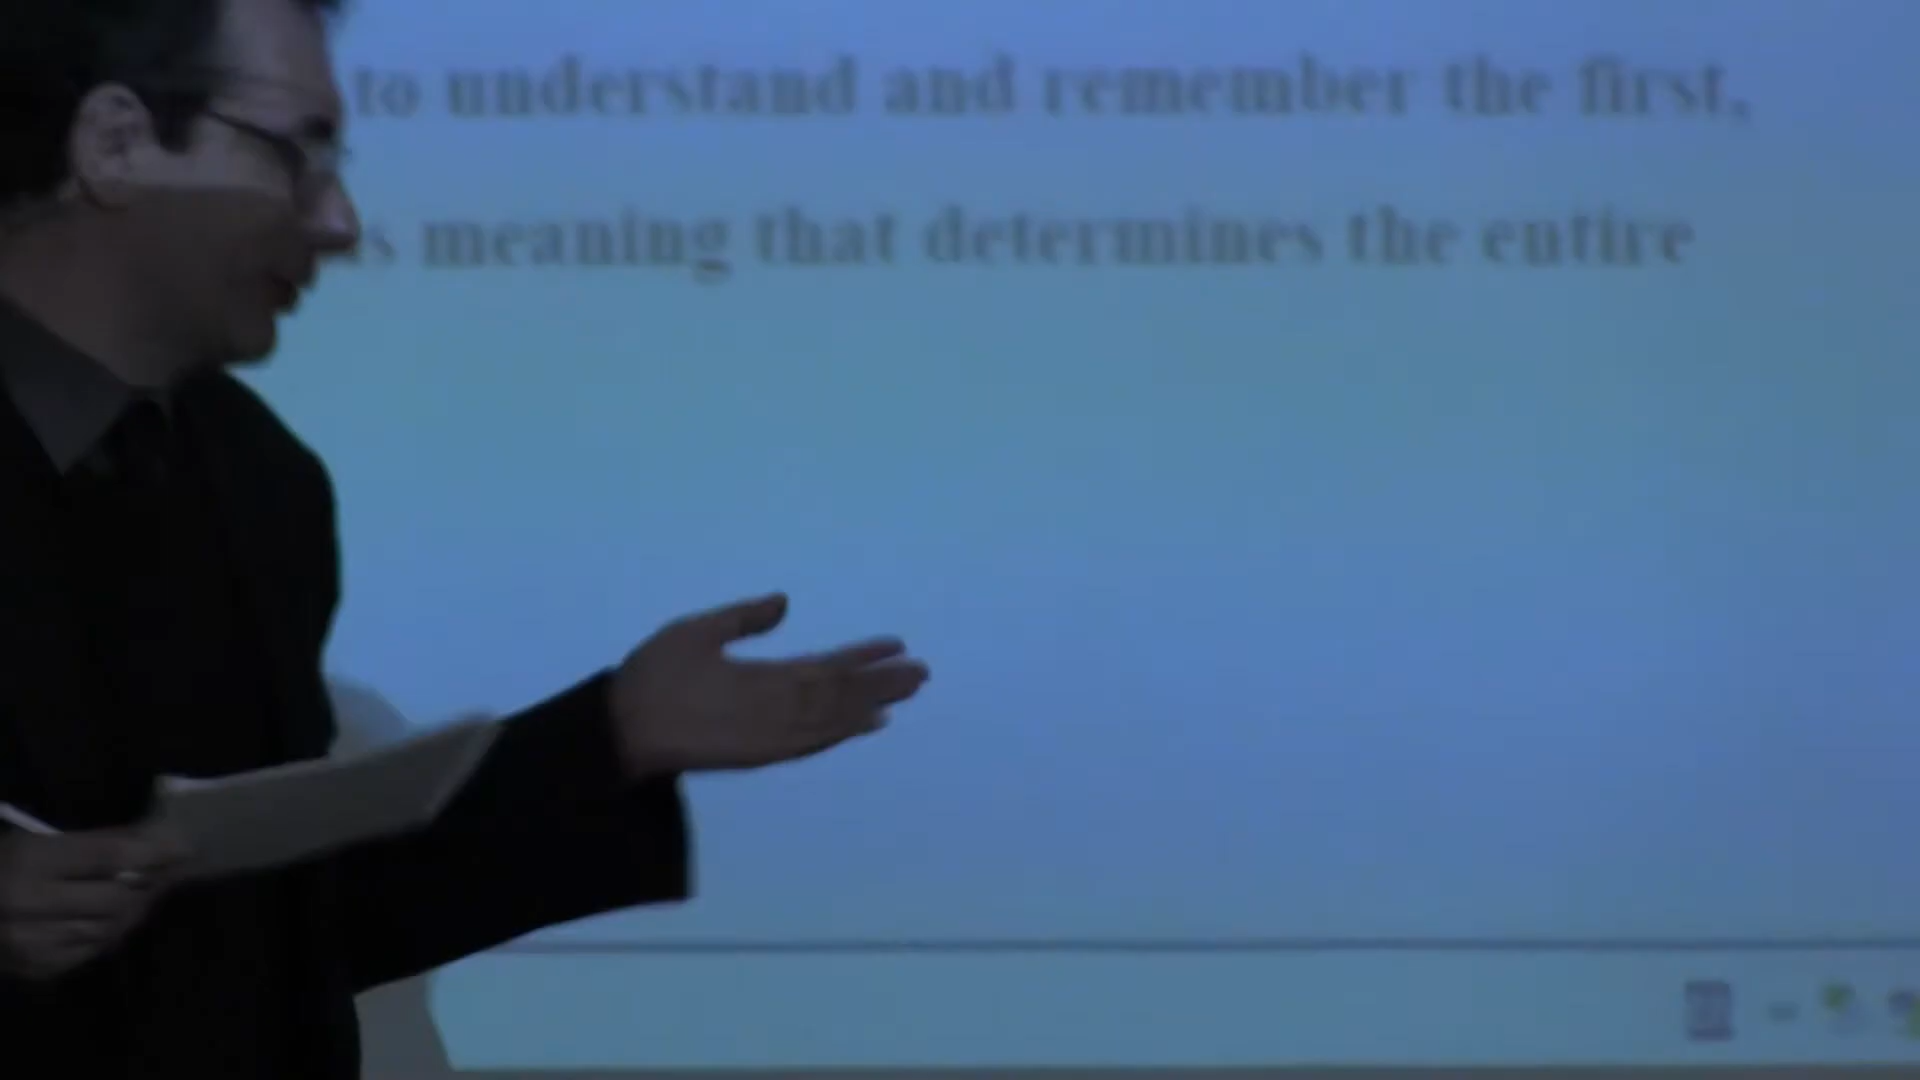 to understand and remember the first,
meaning that determines the entire